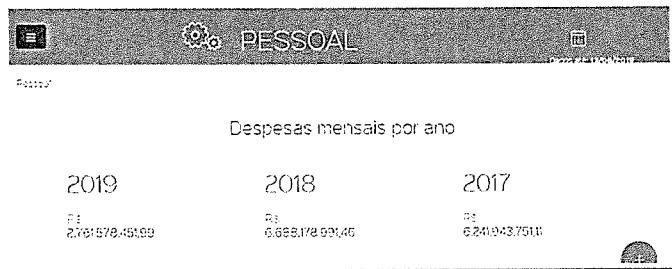 PESSOAL
Pessoal
Despesas mensais por ano
2019
2018
2017
R$
R$
R$
2.761.578.451,99
6.668.178.991,46
6.241.943.751,11